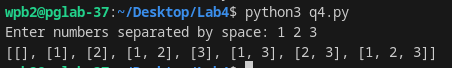 wpb2@pglab-37:~/Desktop/Lab4$ python3 q4.py
Enter numbers separated by space: 1 2 3
[[], [1], [2], [1, 2], [3], [1, 3], [2, 3], [1, 2, 3]]